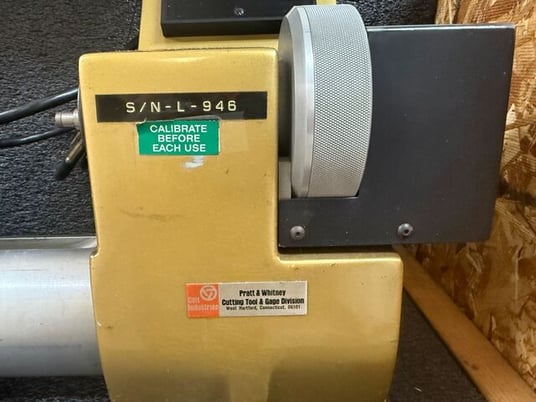 S/N-L-946
CALIBRATE
BEFORE
EACH USE
Colt
Industries
Pratt & Whitney
Cutting Tool & Gage Division
West Hartford, Connecticut, 06101